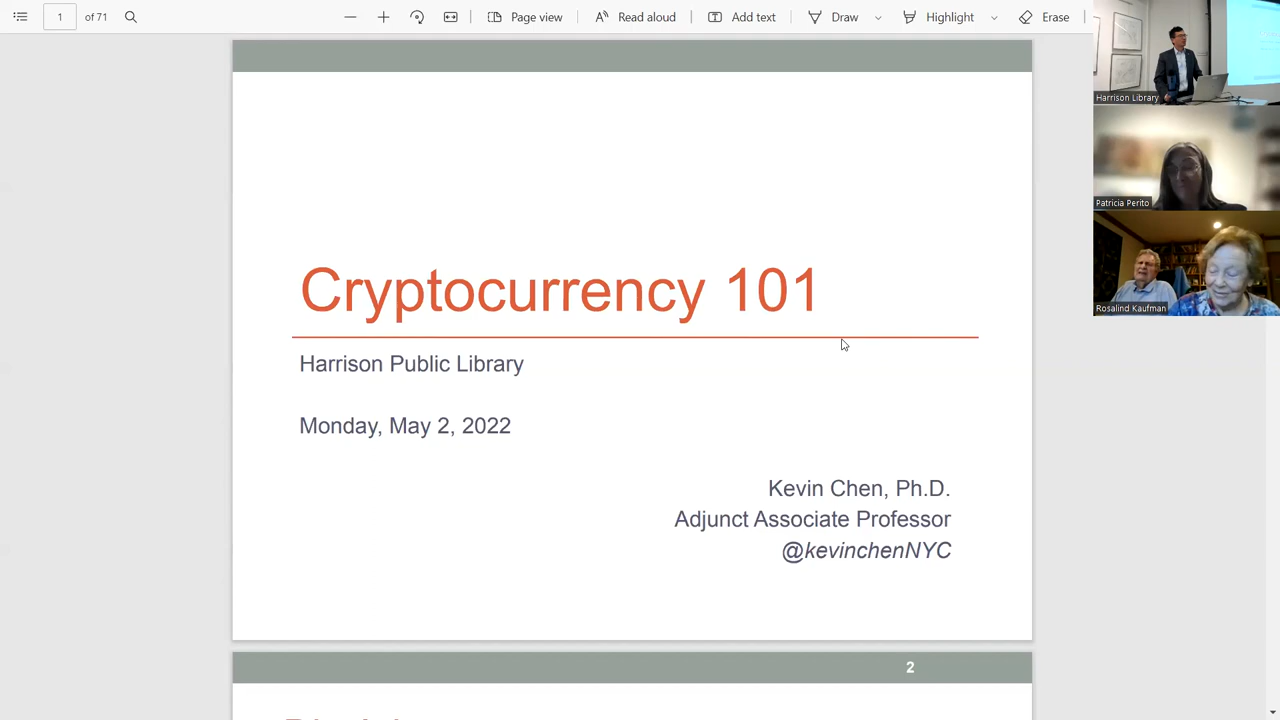 1 of 71 Page view Read aloud Add text Draw Highlight Erase
Cryptocurrency 101
Harrison Public Library
Monday, May 2, 2022
Kevin Chen, Ph.D.
Adjunct Associate Professor
@kevinchenNYC
2
Harrison Library
Patricia Perito
Rosalind Kaufman